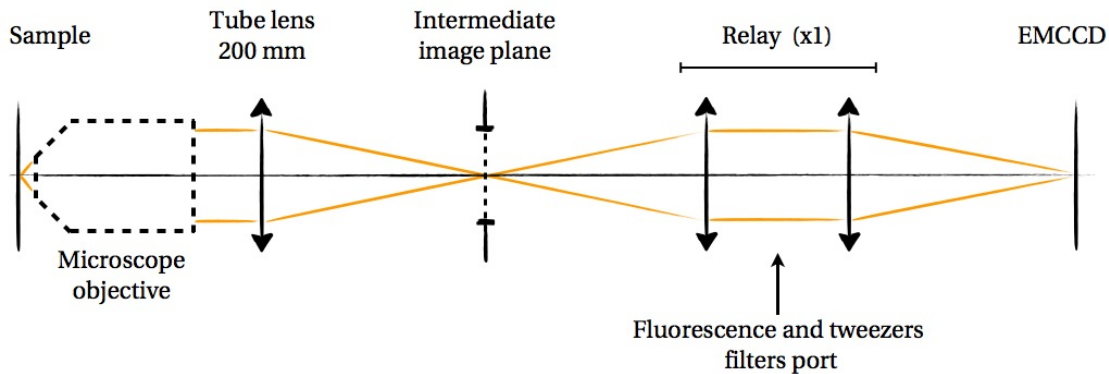 Sample
Tube lens
200 mm
Intermediate
image plane
Relay (x1)
EMCCD
Microscope
objective
Fluorescence and tweezers
filters port